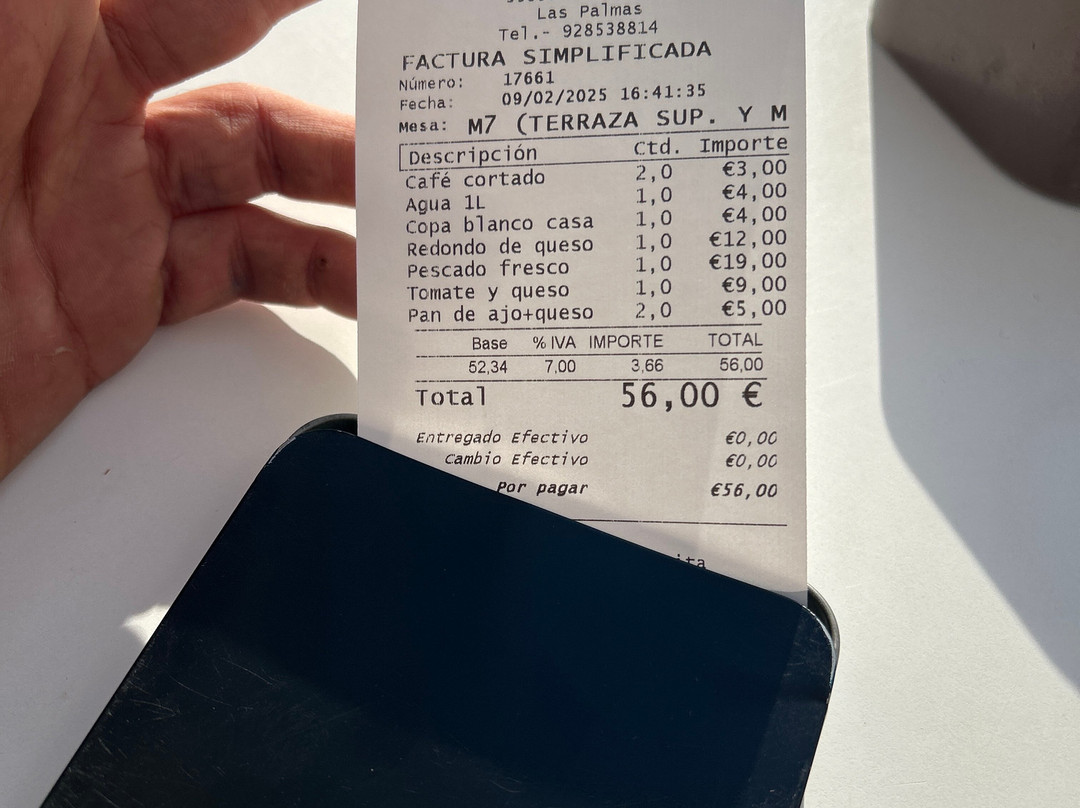 Las Palmas
Tel.- 928538814
FACTURA SIMPLIFICADA
Número: 17661
Fecha: 09/02/2025 16:41:35
Mesa: M7 (TERRAZA SUP. Y M
Descripción Ctd. Importe
Café cortado 2,0 €3,00
Agua 1L 1,0 €4,00
Copa blanco casa 1,0 €4,00
Redondo de queso 1,0 €12,00
Pescado fresco 1,0 €19,00
Tomate y queso 1,0 €9,00
Pan de ajo+queso 2,0 €5,00
Base % IVA IMPORTE TOTAL
52,34 7,00 3,66 56,00
Total 56,00 €
Entregado Efectivo €0,00
Cambio Efectivo €0,00
Por pagar €56,00